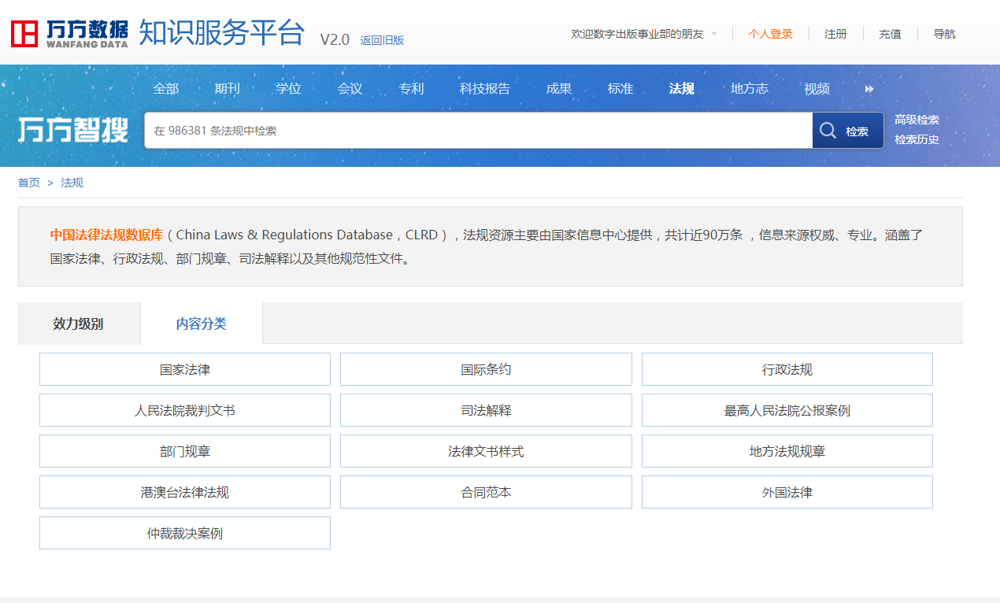 万方数据 知识服务平台 V2.0 返回旧版
WANFANG DATA
欢迎数字出版事业部的朋友 个人登录 注册 充值 导航
全部 期刊 学位 会议 专利 科技报告 成果 标准 法规 地方志 视频
万方智搜 在 986381 条法规中检索 检索 高级检索
检索历史
首页 > 法规
中国法律法规数据库（China Laws & Regulations Database，CLRD），法规资源主要由国家信息中心提供，共计近90万条 ，信息来源权威、专业。涵盖了
国家法律、行政法规、部门规章、司法解释以及其他规范性文件。
效力级别 内容分类
国家法律 国际条约 行政法规
人民法院裁判文书 司法解释 最高人民法院公报案例
部门规章 法律文书样式 地方法规规章
港澳台法律法规 合同范本 外国法律
仲裁裁决案例